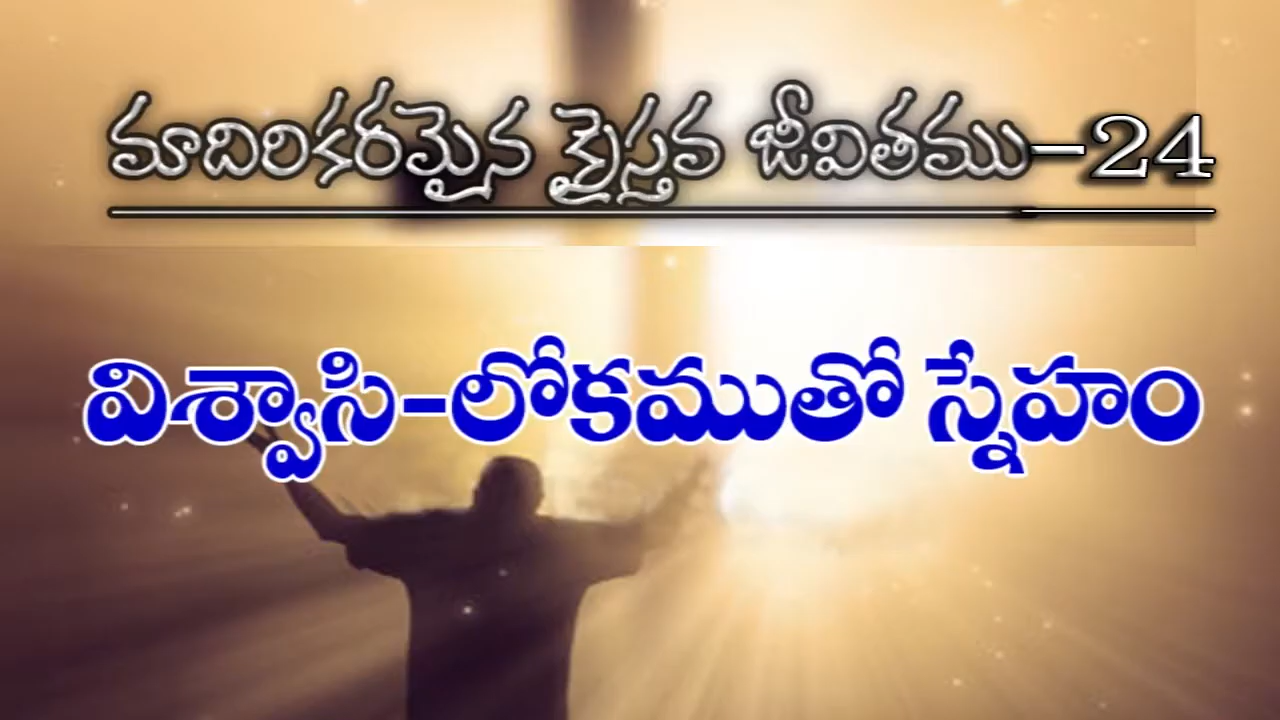 మాదిరికరమైన క్రైస్తవ జీవితము-24
విశ్వాసి-లోకముతో స్నేహం